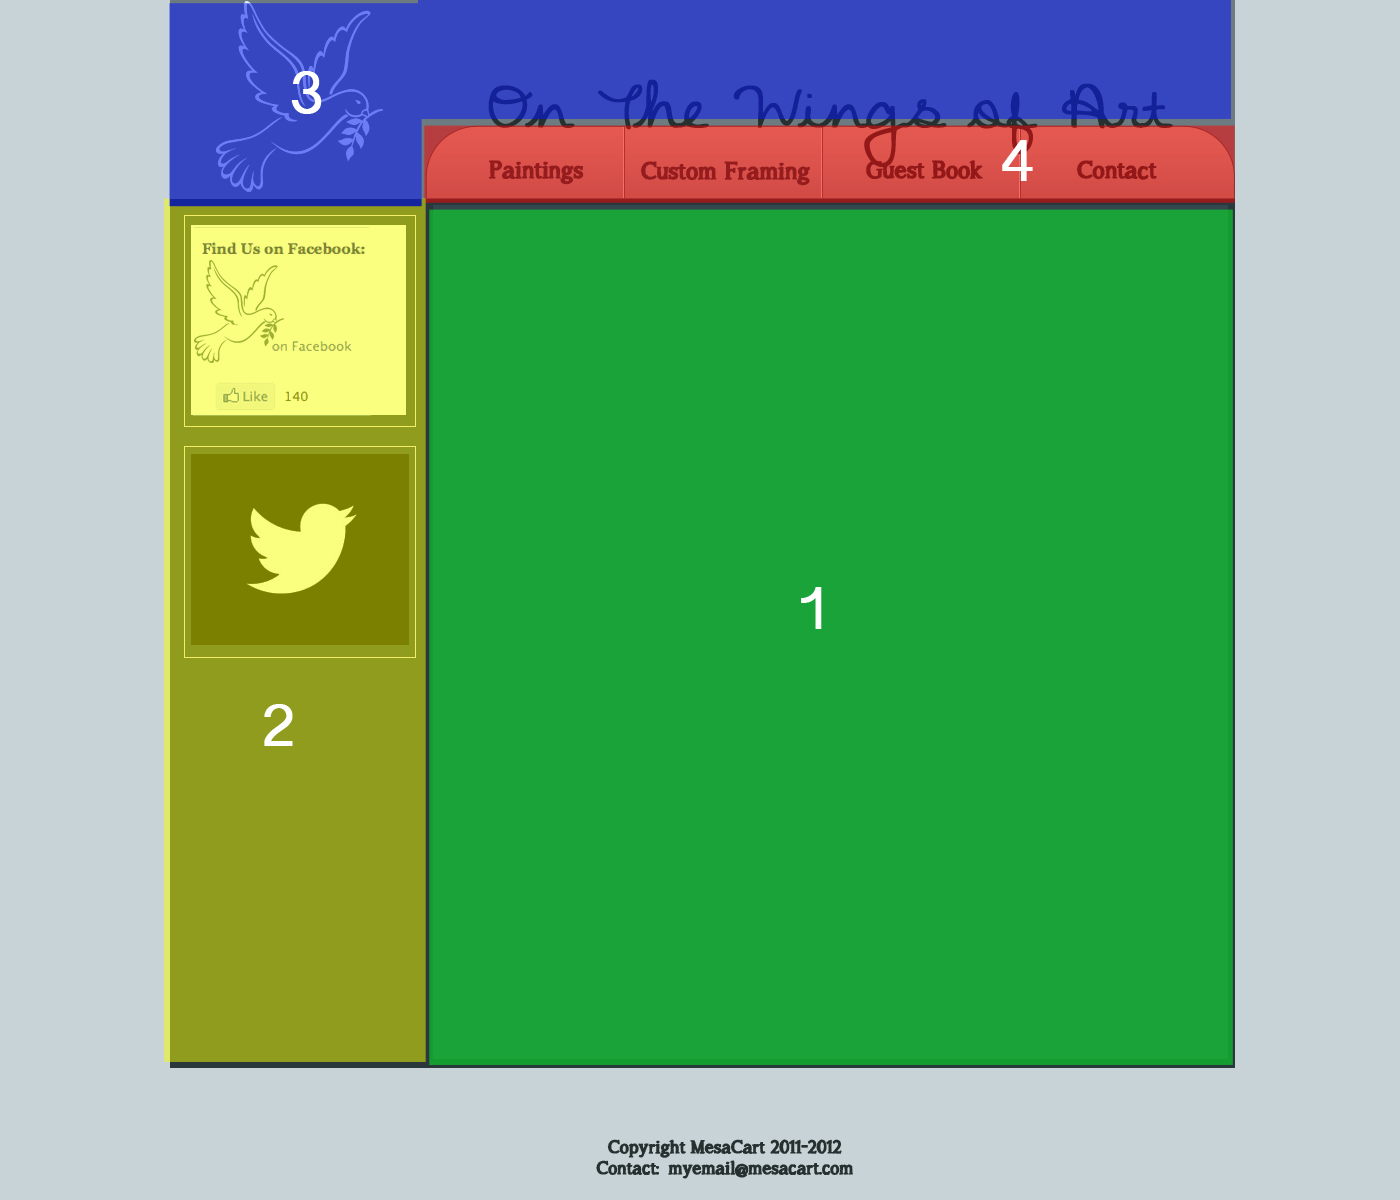 3
On The Wings of Art
4
Paintings Custom Framing Guest Book Contact
Find Us on Facebook:
on Facebook
Like 140
1
2
Copyright MesaCart 2011-2012
Contact: myemail@mesacart.com